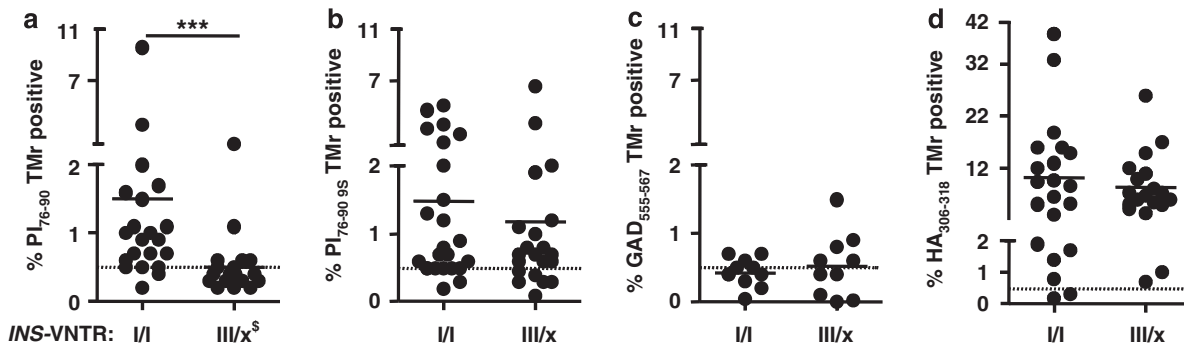 a
***
% PI76-90 TMr positive
11
7
2
1
0
INS-VNTR: I/I III/x$
b
% PI76-90 9S TMr positive
11
7
2
1
0
I/I III/x
c
% GAD555-567 TMr positive
11
7
2
1
0
I/I III/x
d
% HA306-318 TMr positive
42
32
22
12
2
1
0
I/I III/x